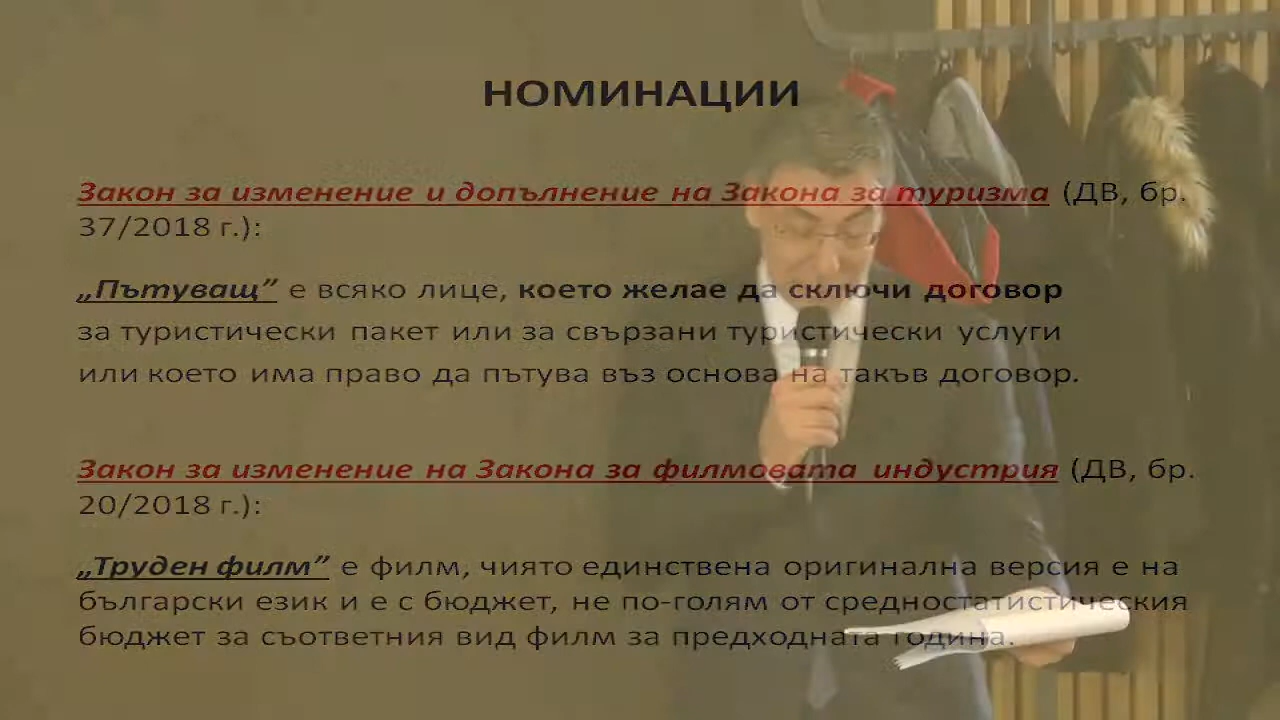 НОМИНАЦИИ
Закон за изменение и допълнение на Закона за туризма (ДВ, бр.
37/2018 г.):
„Пътуващ” е всяко лице, което желае да сключи договор
за туристически пакет или за свързани туристически услуги
или което има право да пътува въз основа на такъв договор.
Закон за изменение на Закона за филмовата индустрия (ДВ, бр.
20/2018 г.):
„Труден филм” е филм, чиято единствена оригинална версия е на
български език и е с бюджет, не по-голям от средностатистическия
бюджет за съответния вид филм за предходната година.